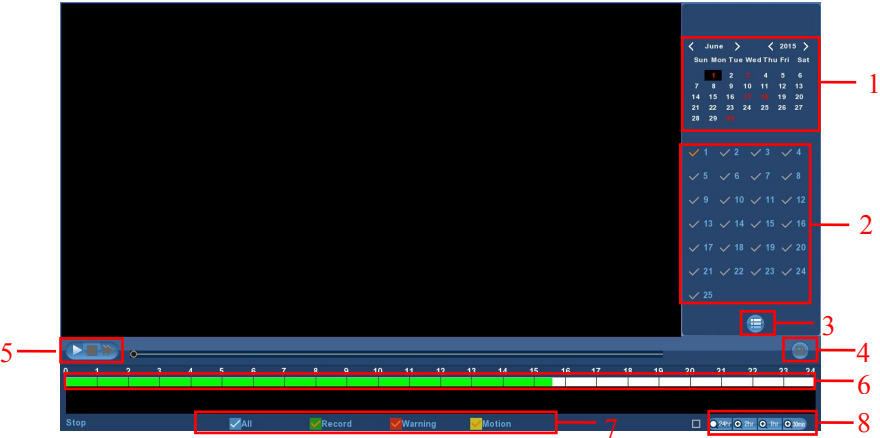 June 2015
Sun Mon Tue Wed Thu Fri Sat
1 2 3 4 5 6
7 8 9 10 11 12 13
14 15 16 17 18 19 20
21 22 23 24 25 26 27
28 29 30
1
1 2 3 4
5 6 7 8
9 10 11 12
13 14 15 16
17 18 19 20
21 22 23 24
25
2
3
5
4
0 1 2 3 4 5 6 7 8 9 10 11 12 13 14 15 16 17 18 19 20 21 22 23 24
6
Stop All Record Warning Motion 24hr 2hr 1hr 30mi
7
8